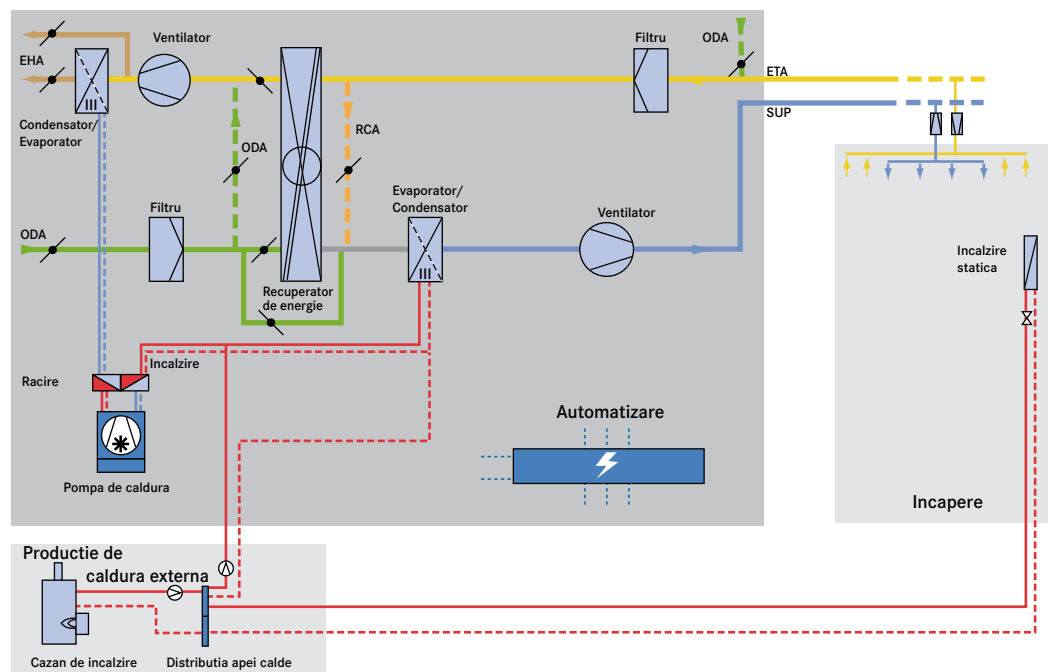 Ventilator
Filtru
ODA
EHA
ETA
SUP
Condensator/
Evaporator
RCA
ODA
Evaporator/
Condensator
Filtru
Ventilator
ODA
Incalzire
statica
Recuperator
de energie
Incalzire
Racire
Automatizare
Pompa de caldura
Incapere
Productie de
caldura externa
Cazan de incalzire
Distributia apei calde